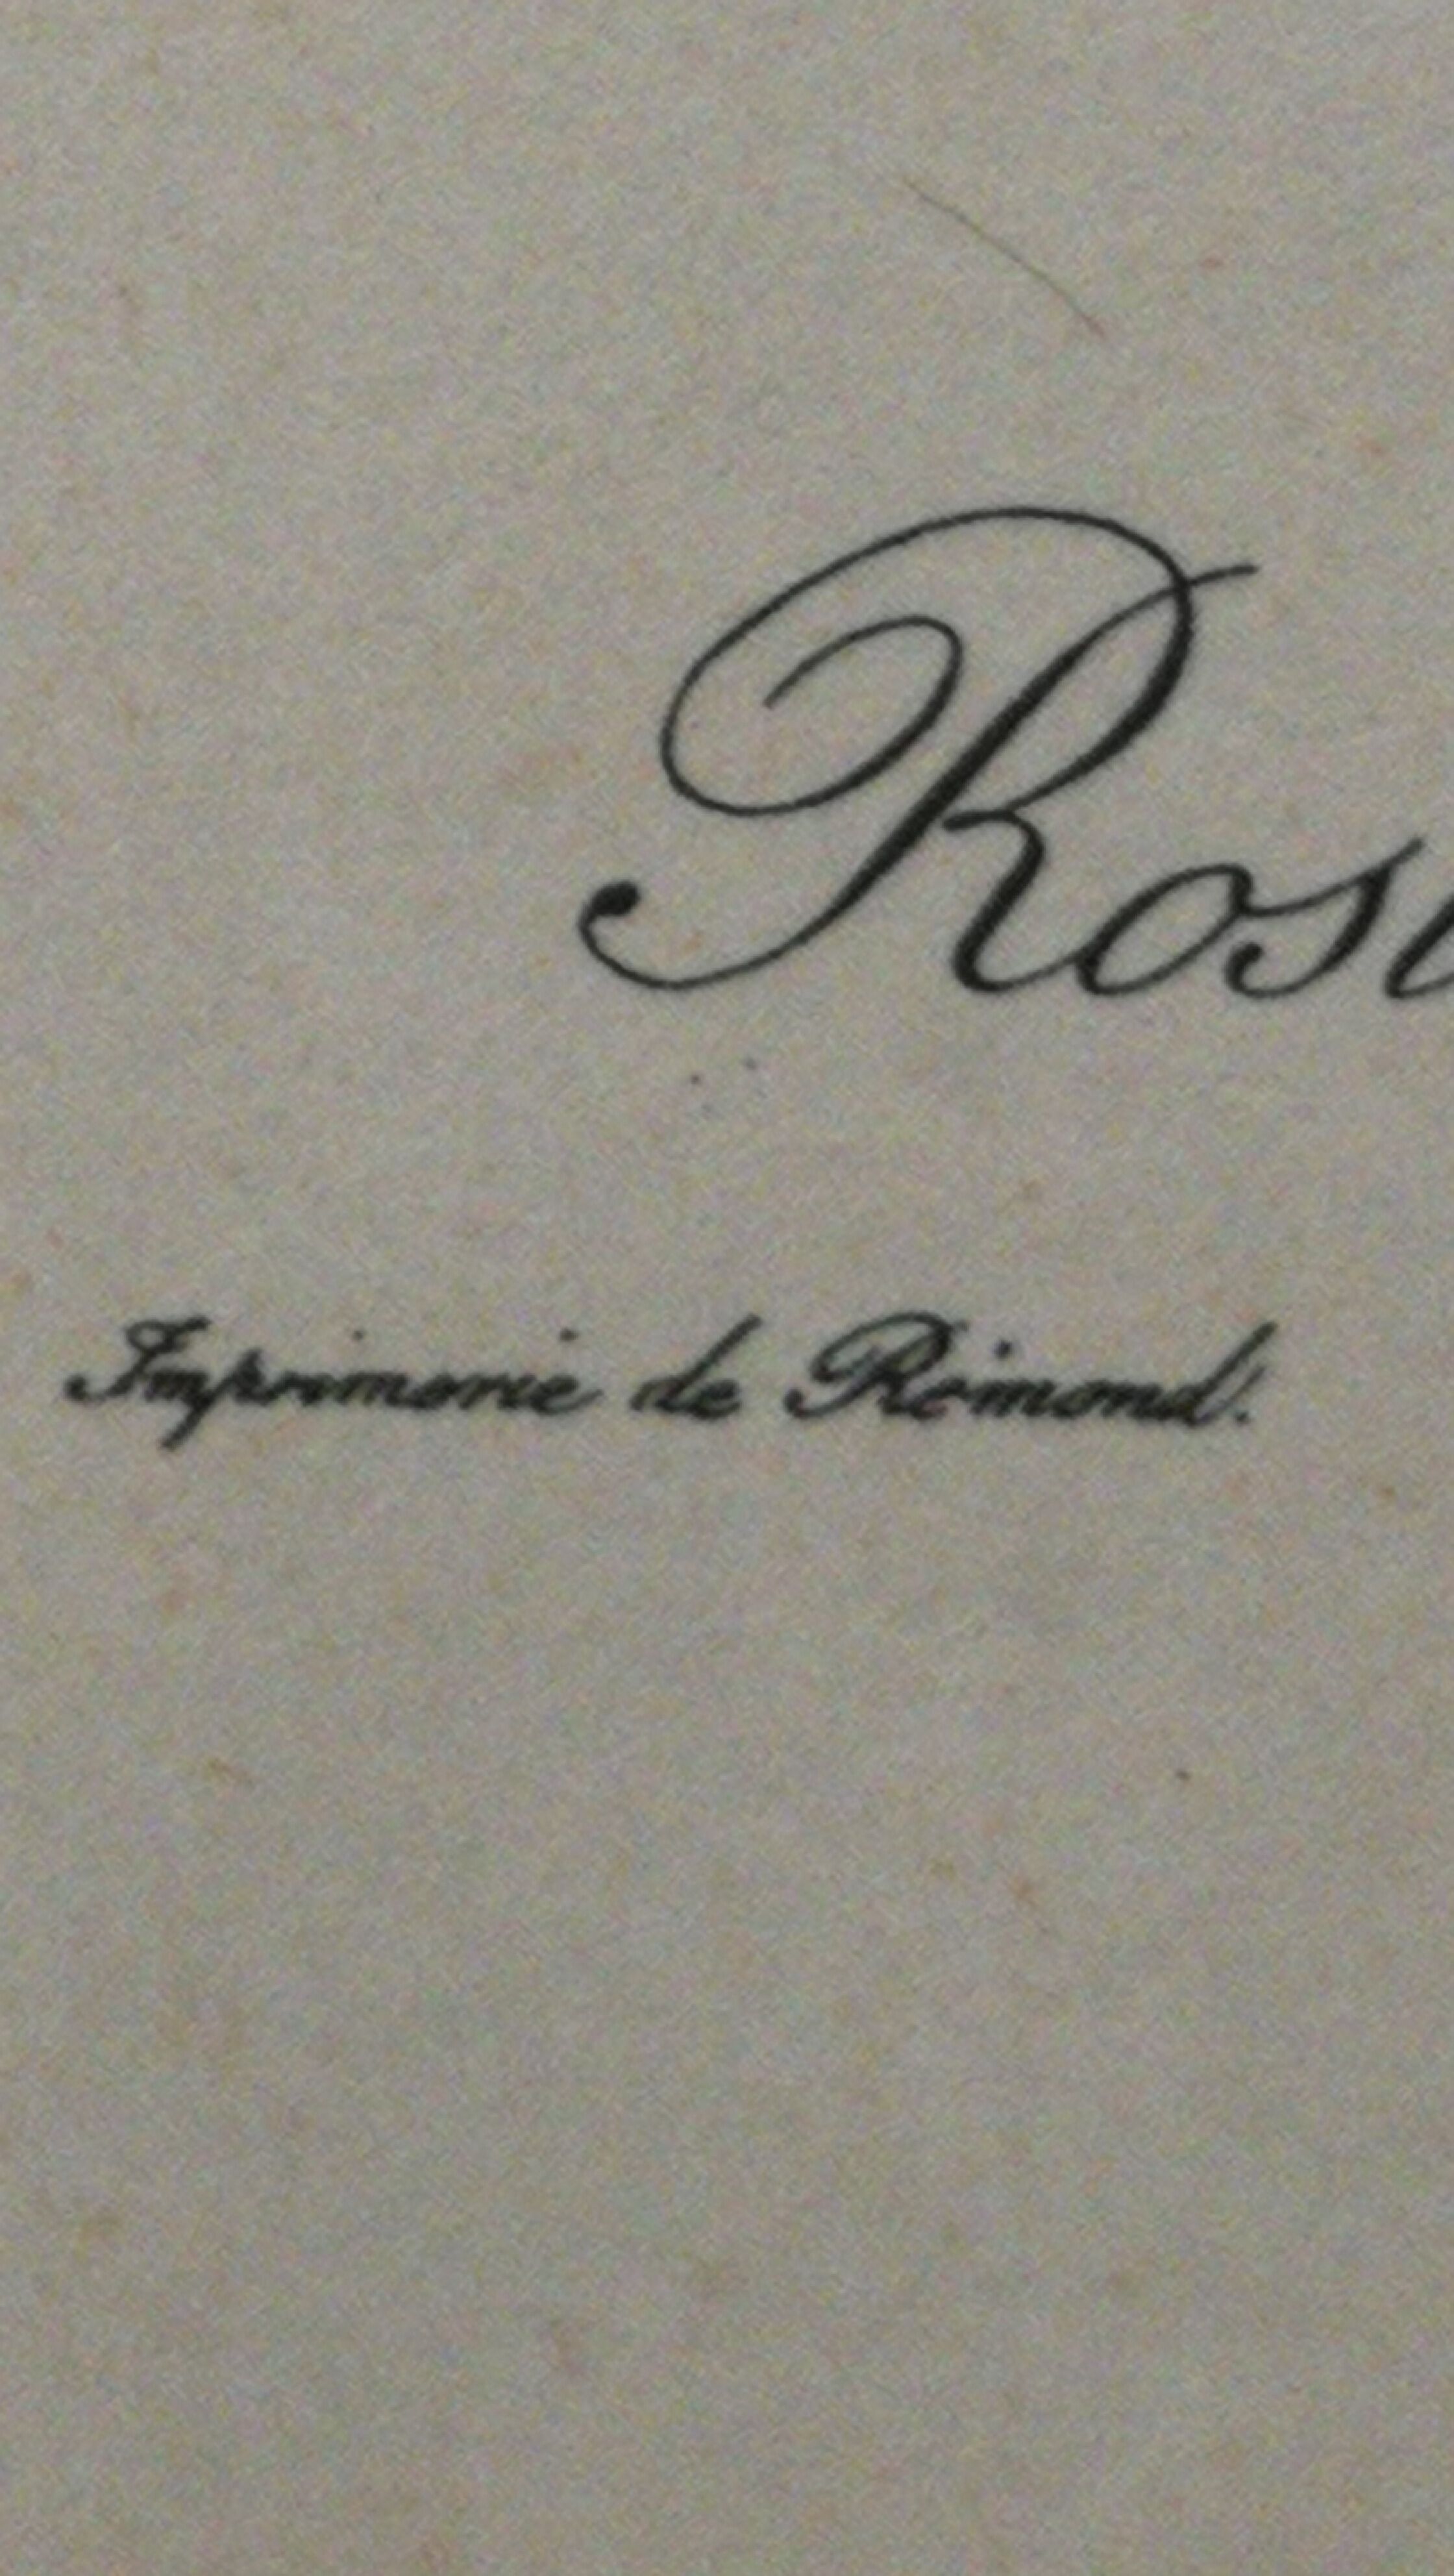 Ros
Imprimerie de Rémond.